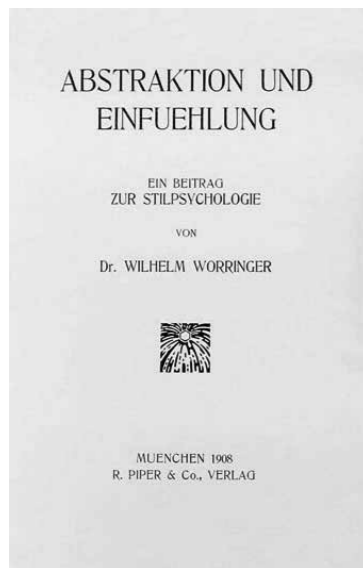 ABSTRAKTION UND
EINFUEHLUNG
EIN BEITRAG
ZUR STILPSYCHOLOGIE
VON
Dr. WILHELM WORRINGER
MUENCHEN 1908
R. PIPER & Co., VERLAG